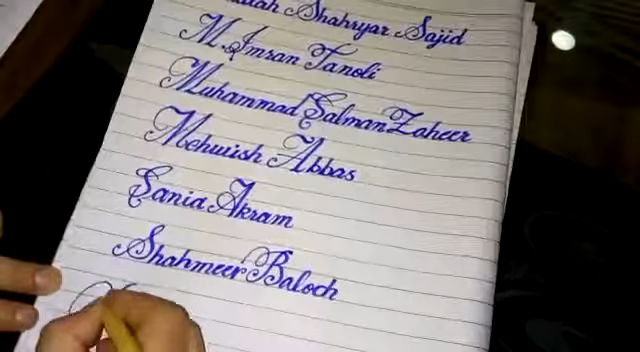 Shahryar Sajid
M. Imran Tanoli
Muhammad Salman Zaheer
Mehwish Abbas
Sania Akram
Shahmeer Baloch